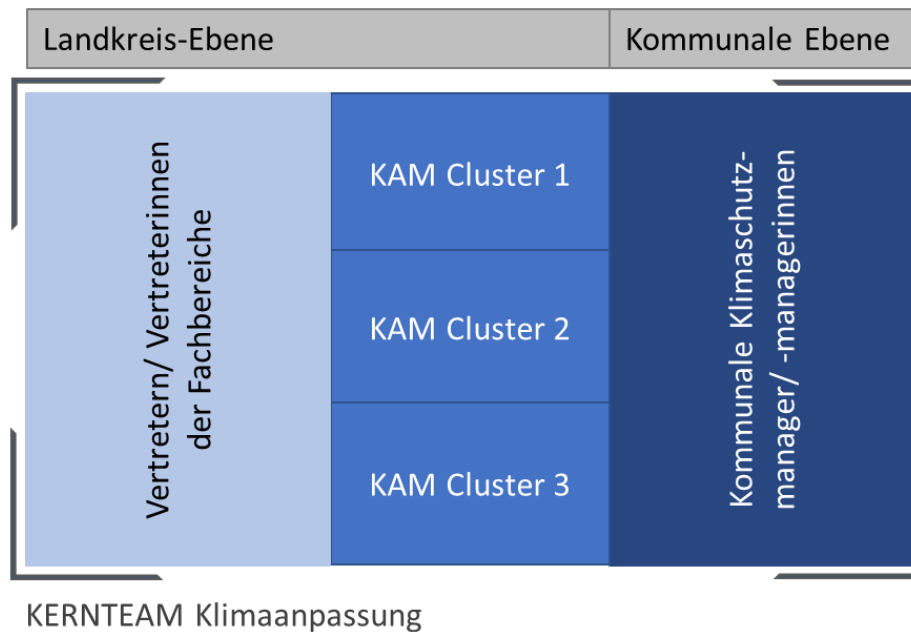 Landkreis-Ebene
Kommunale Ebene
Vertretern/ Vertreterinnen
der Fachbereiche
KAM Cluster 1
KAM Cluster 2
KAM Cluster 3
Kommunale Klimaschutz-
manager/ -managerinnen
KERNTEAM Klimaanpassung